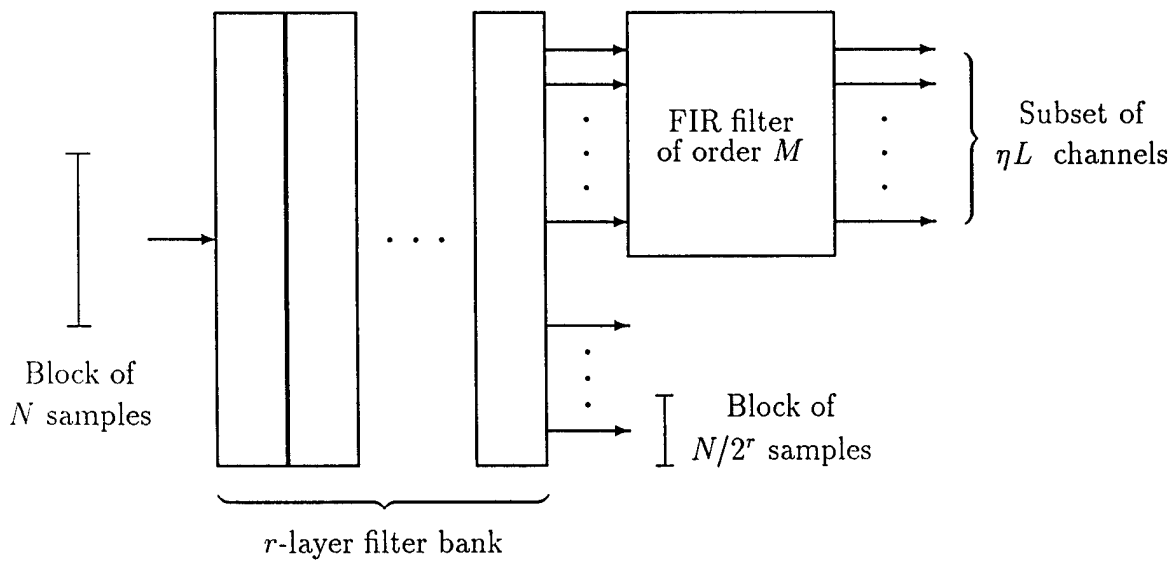 FIR filter
of order M
Subset of
ηL channels
Block of
N samples
Block of
N/2^r samples
r-layer filter bank